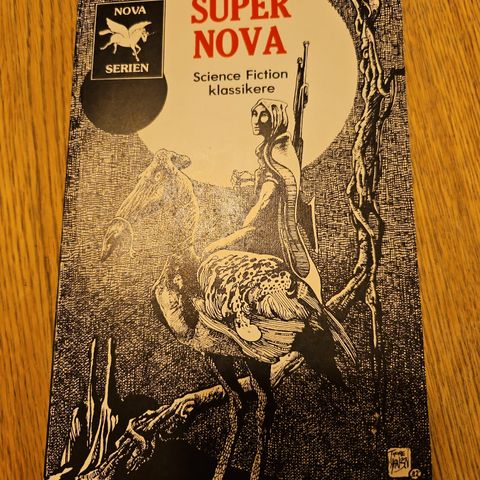 NOVA
SERIEN
SUPER
NOVA
Science Fiction
klassikere